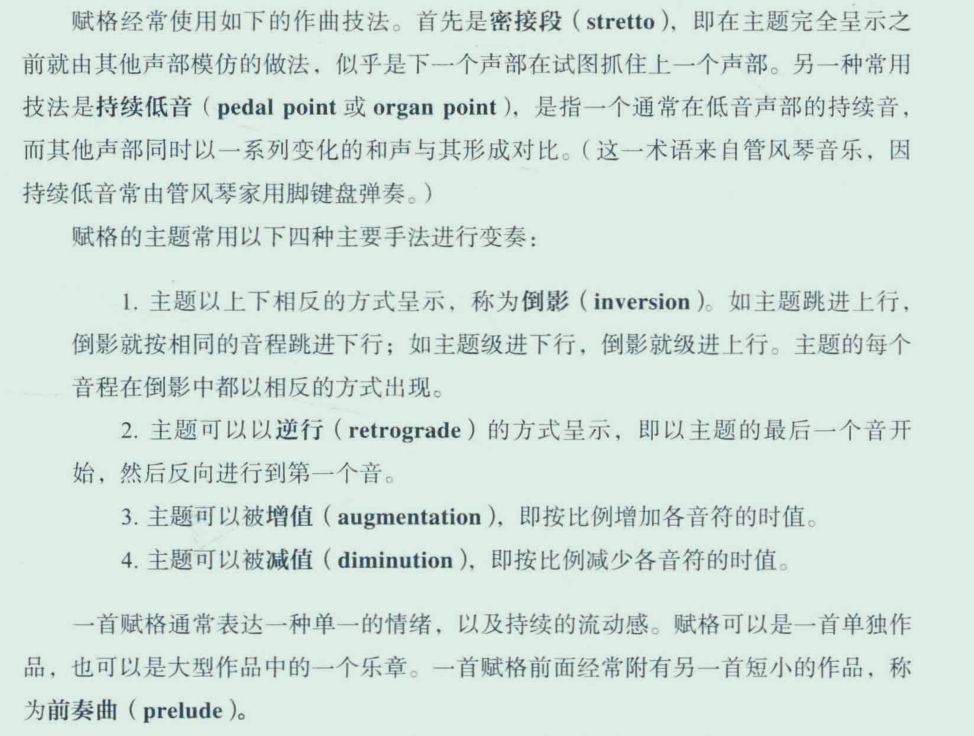 赋格经常使用如下的作曲技法。首先是密接段（stretto），即在主题完全呈示之
前就由其他声部模仿的做法，似乎是下一个声部在试图抓住上一个声部。另一种常用
技法是持续低音（pedal point 或 organ point），是指一个通常在低音声部的持续音，
而其他声部同时以一系列变化的和声与其形成对比。（这一术语来自管风琴音乐，因
持续低音常由管风琴家用脚键盘弹奏。）
赋格的主题常用以下四种主要手法进行变奏：
1. 主题以上下相反的方式呈示，称为倒影（inversion）。如主题跳进上行，
倒影就按相同的音程跳进下行；如主题级进下行，倒影就级进上行。主题的每个
音程在倒影中都以相反的方式出现。
2. 主题可以以逆行（retrograde）的方式呈示，即以主题的最后一个音开
始，然后反向进行到第一个音。
3. 主题可以被增值（augmentation），即按比例增加各音符的时值。
4. 主题可以被减值（diminution），即按比例减少各音符的时值。
一首赋格通常表达一种单一的情绪，以及持续的流动感。赋格可以是一首单独作
品，也可以是大型作品中的一个乐章。一首赋格前面经常附有另一首短小的作品，称
为前奏曲（prelude）。